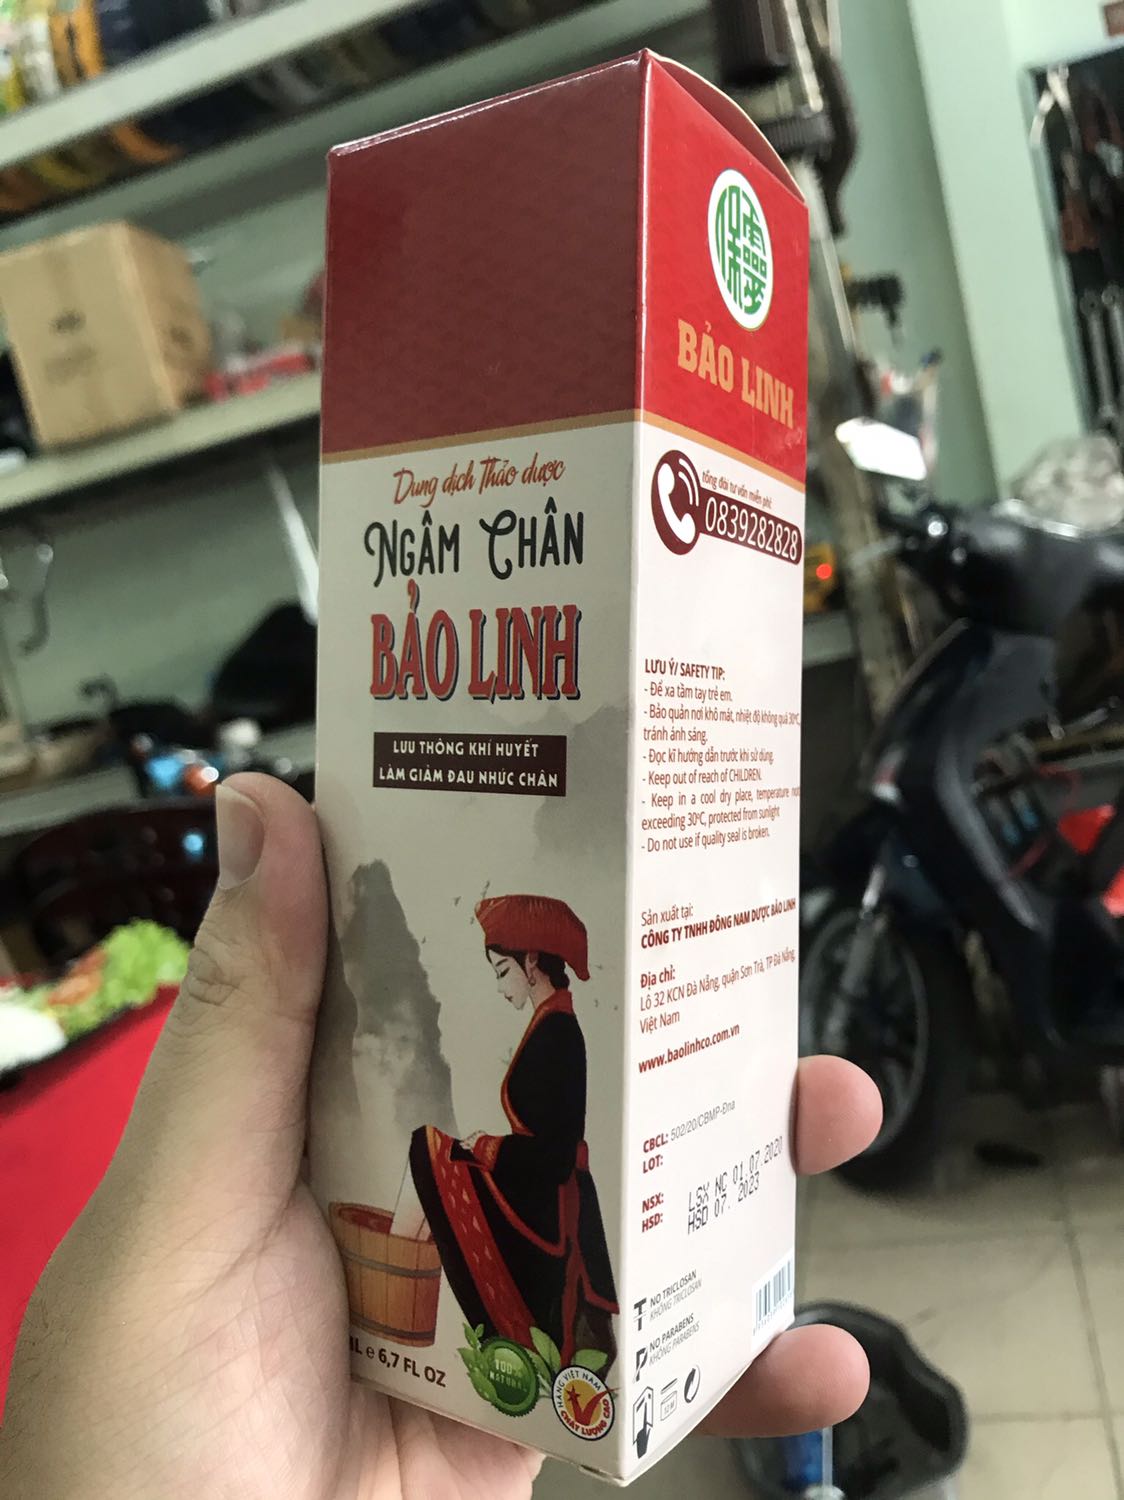 Dung dịch Thảo dược
NGÂM CHÂN
BẢO LINH
LƯU THÔNG KHÍ HUYẾT
LÀM GIẢM ĐAU NHỨC CHÂN
ML e 6,7 FL OZ
100%
NATURAL
HÀNG VIỆT NAM
CHẤT LƯỢNG CAO
BẢO LINH
tổng đài tư vấn miễn phí:
0839282828
LƯU Ý/ SAFETY TIP:
- Để xa tầm tay trẻ em.
- Bảo quản nơi khô mát, nhiệt độ không quá 30ºC,
tránh ánh sáng.
- Đọc kĩ hướng dẫn trước khi sử dụng.
- Keep out of reach of CHILDREN.
- Keep in a cool dry place, temperature not
exceeding 30ºC, protected from sunlight
- Do not use if quality seal is broken.
Sản xuất tại:
CÔNG TY TNHH ĐÔNG NAM DƯỢC BẢO LINH
Địa chỉ:
Lô 32 KCN Đà Nẵng, quận Sơn Trà, TP Đà Nẵng,
Việt Nam
www.baolinhco.com.vn
CBCL: 502/20/CBMP-Đna
LOT:
NSX: LSX NC 01.07.2020
HSD: HSD 07. 2023
NO TRICLOSAN
KHÔNG TRICLOSAN
NO PARABENS
KHÔNG PARABENS
12 M